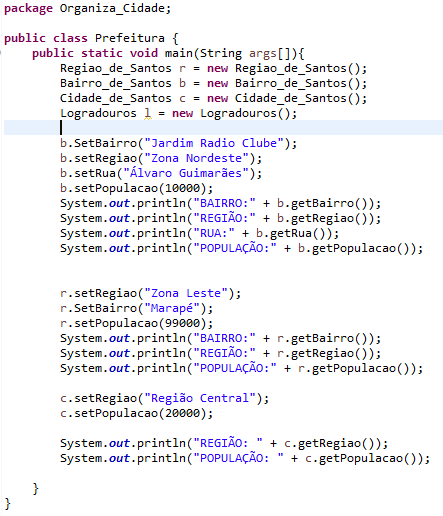 package Organiza_Cidade;
public class Prefeitura {
public static void main(String args[]){
Regiao_de_Santos r = new Regiao_de_Santos();
Bairro_de_Santos b = new Bairro_de_Santos();
Cidade_de_Santos c = new Cidade_de_Santos();
Logradouros l = new Logradouros();
b.SetBairro("Jardim Radio Clube");
b.setRegiao("Zona Nordeste");
b.setRua("Álvaro Guimarães");
b.setPopulacao(10000);
System.out.println("BAIRRO:" + b.getBairro());
System.out.println("REGIÃO:" + b.getRegiao());
System.out.println("RUA:" + b.getRua());
System.out.println("POPULAÇÃO:" + b.getPopulacao());
r.setRegiao("Zona Leste");
r.SetBairro("Marapé");
r.setPopulacao(99000);
System.out.println("BAIRRO:" + r.getBairro());
System.out.println("REGIÃO:" + r.getRegiao());
System.out.println("POPULAÇÃO:" + r.getPopulacao());
c.setRegiao("Região Central");
c.setPopulacao(20000);
System.out.println("REGIÃO: " + c.getRegiao());
System.out.println("POPULAÇÃO: " + c.getPopulacao());
}
}